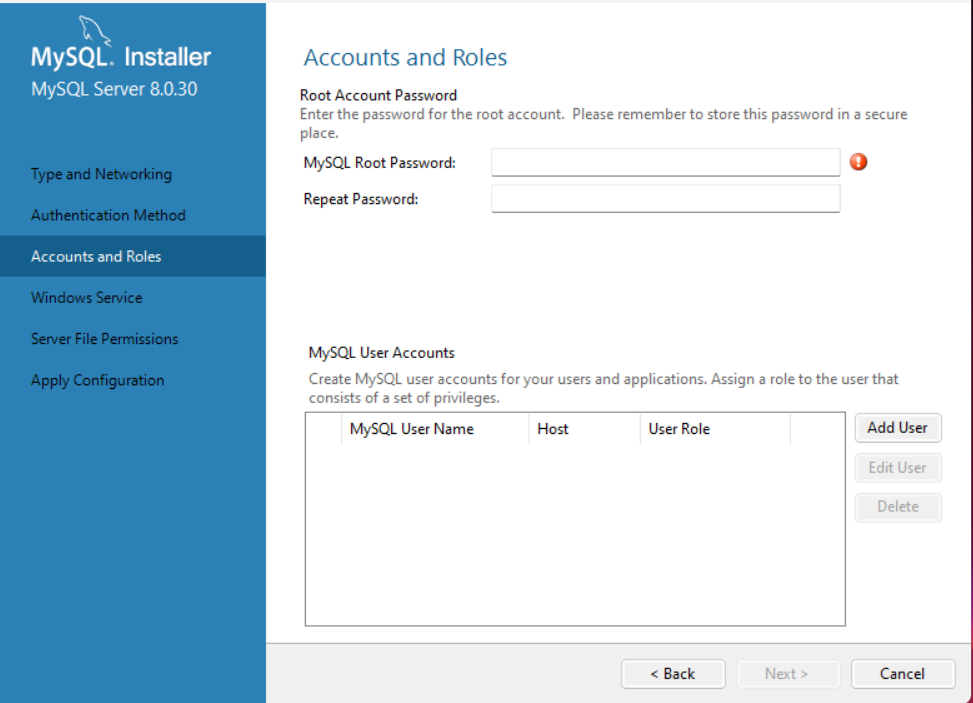 MySQL. Installer
MySQL Server 8.0.30
Type and Networking
Authentication Method
Accounts and Roles
Windows Service
Server File Permissions
Apply Configuration
Accounts and Roles
Root Account Password
Enter the password for the root account.  Please remember to store this password in a secure
place.
MySQL Root Password:
Repeat Password:
MySQL User Accounts
Create MySQL user accounts for your users and applications. Assign a role to the user that
consists of a set of privileges.
MySQL User Name Host User Role
Add User
Edit User
Delete
< Back Next > Cancel